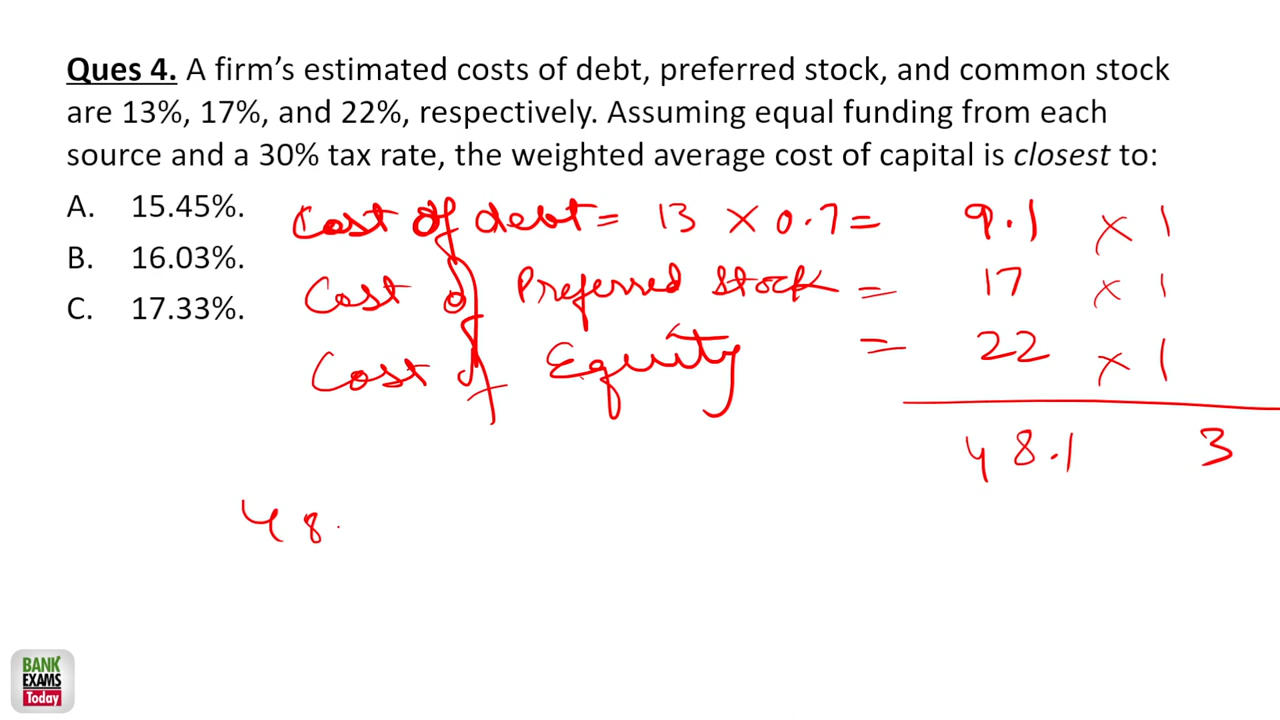 Ques 4. A firm's estimated costs of debt, preferred stock, and common stock
are 13%, 17%, and 22%, respectively. Assuming equal funding from each
source and a 30% tax rate, the weighted average cost of capital is closest to:
A. 15.45%.
B. 16.03%.
C. 17.33%.
Cost of debt = 13 × 0.7 = 9.1 × 1
Cost of Preferred Stock = 17 × 1
Cost of Equity = 22 × 1
48.1 3
48.
BANK
EXAMS
Today